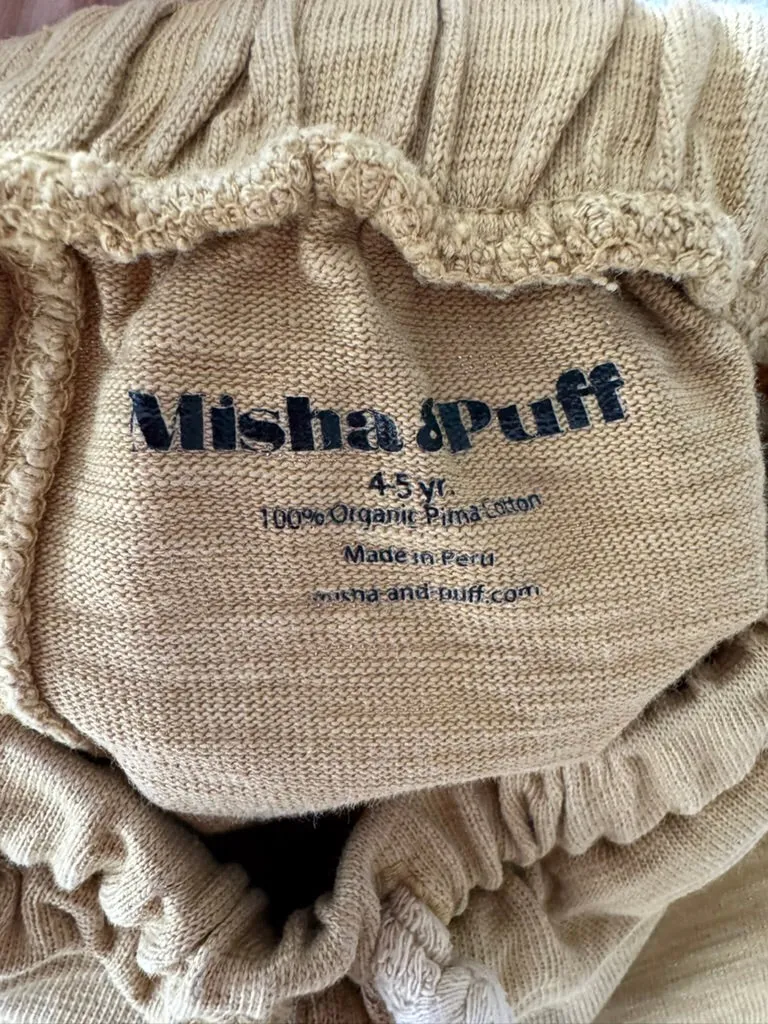 Misha & Puff
4-5 yr.
100% Organic Pima Cotton
Made in Peru
misha-and-puff.com